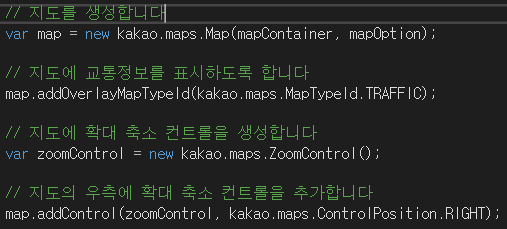 // 지도를 생성합니다
var map = new kakao.maps.Map(mapContainer, mapOption);
// 지도에 교통정보를 표시하도록 합니다
map.addOverlayMapTypeId(kakao.maps.MapTypeId.TRAFFIC);
// 지도에 확대 축소 컨트롤을 생성합니다
var zoomControl = new kakao.maps.ZoomControl();
// 지도의 우측에 확대 축소 컨트롤을 추가합니다
map.addControl(zoomControl, kakao.maps.ControlPosition.RIGHT);